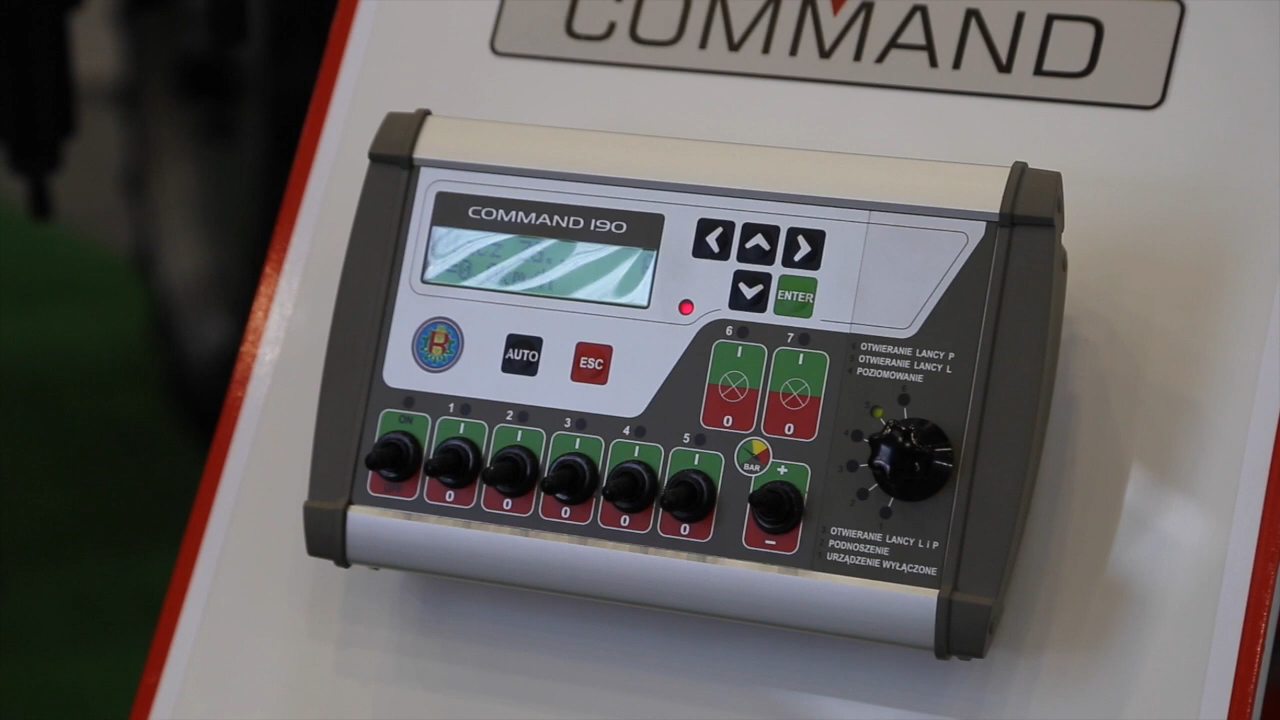 COMMAND
COMMAND 190
ENTER
AUTO
ESC
6
7
I
I
0
0
OTWIERANIE LANCY P
OTWIERANIE LANCY L
POZIOMOWANIE
1
2
3
4
5
ON
I
I
I
I
I
0
0
0
0
0
BAR
+
-
OTWIERANIE LANCY L i P
PODNOSZENIE
URZĄDZENIE WYŁĄCZONE